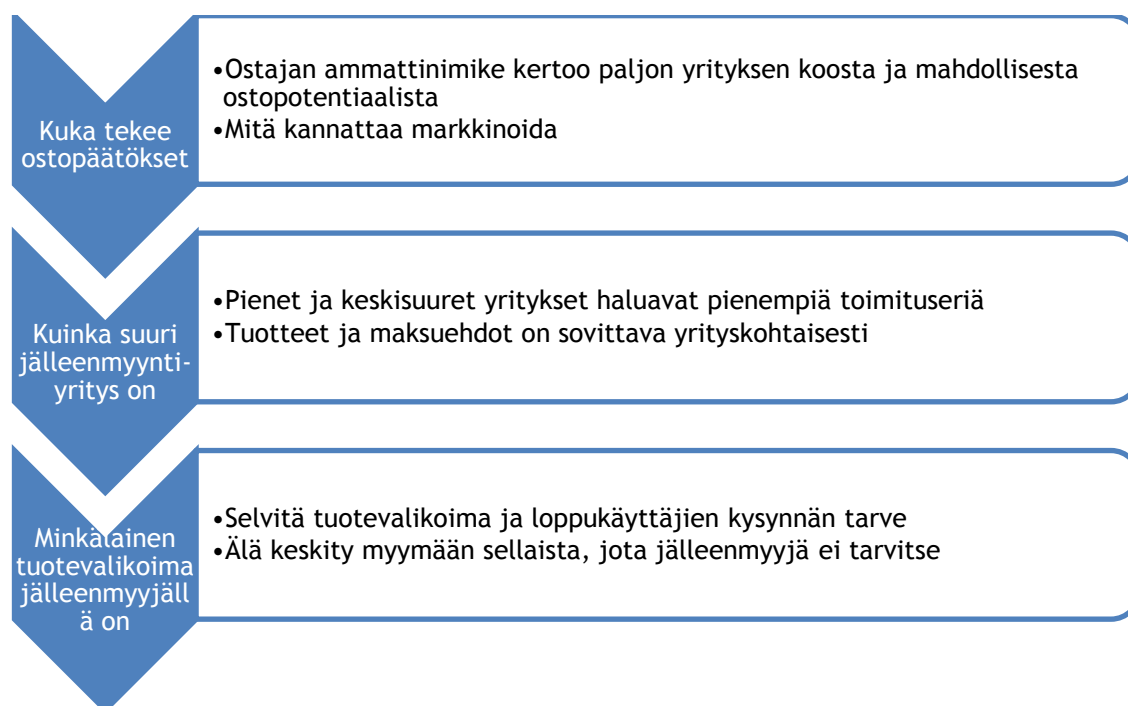 Kuka tekee
ostopäätökset
•Ostajan ammattinimike kertoo paljon yrityksen koosta ja mahdollisesta
ostopotentiaalista
•Mitä kannattaa markkinoida
Kuinka suuri
jälleenmyynti-
yritys on
•Pienet ja keskisuuret yritykset haluavat pienempiä toimituseriä
•Tuotteet ja maksuehdot on sovittava yrityskohtaisesti
Minkälainen
tuotevalikoima
jälleenmyyjäll
ä on
•Selvitä tuotevalikoima ja loppukäyttäjien kysynnän tarve
•Älä keskity myymään sellaista, jota jälleenmyyjä ei tarvitse